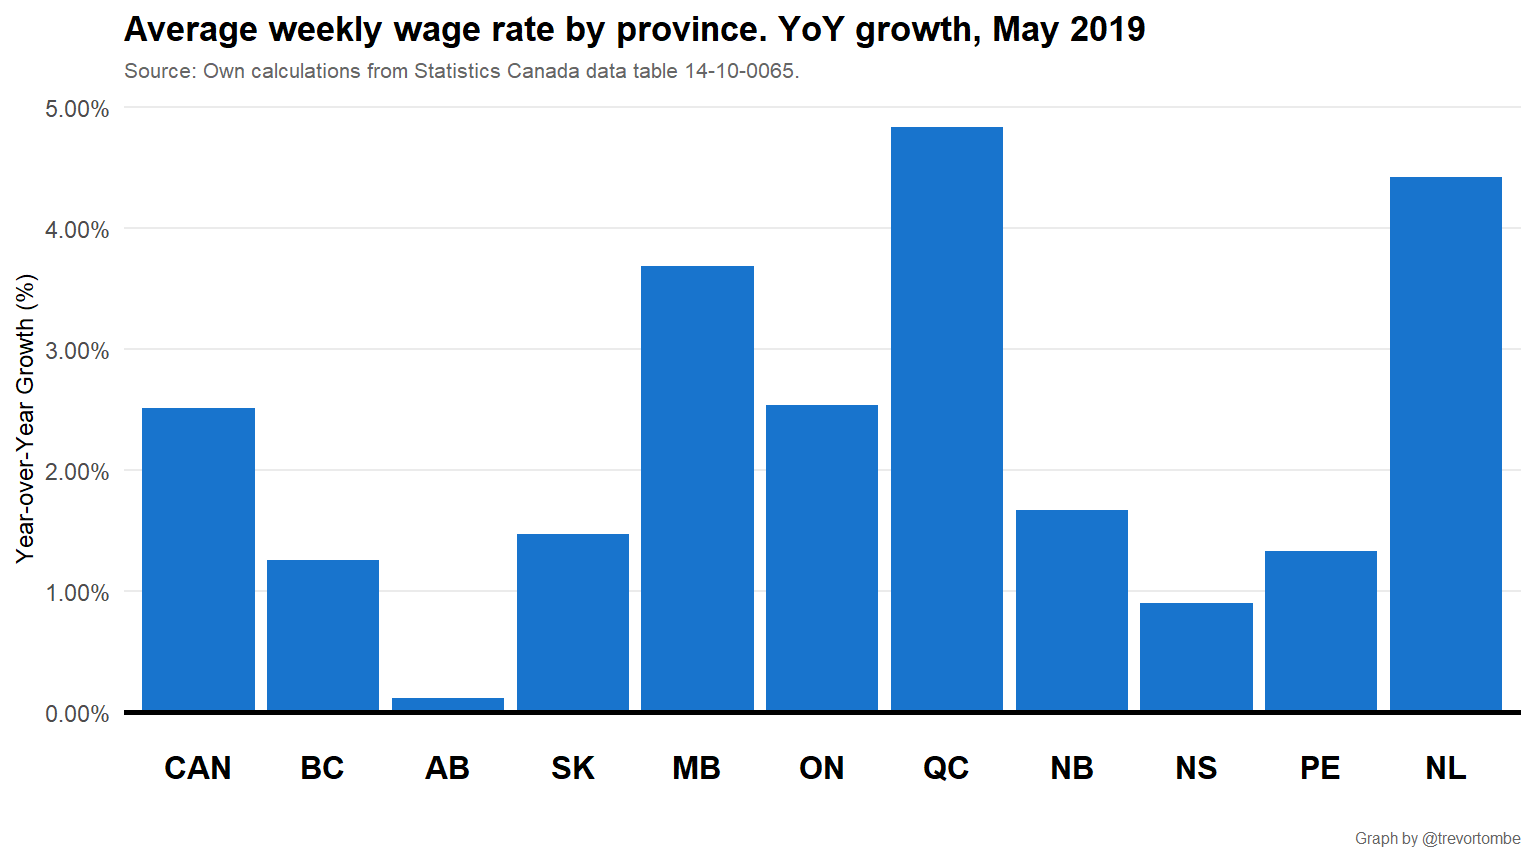 Average weekly wage rate by province. YoY growth, May 2019
Source: Own calculations from Statistics Canada data table 14-10-0065.
Year-over-Year Growth (%)
5.00%
4.00%
3.00%
2.00%
1.00%
0.00%
CAN BC AB SK MB ON QC NB NS PE NL
Graph by @trevortombe